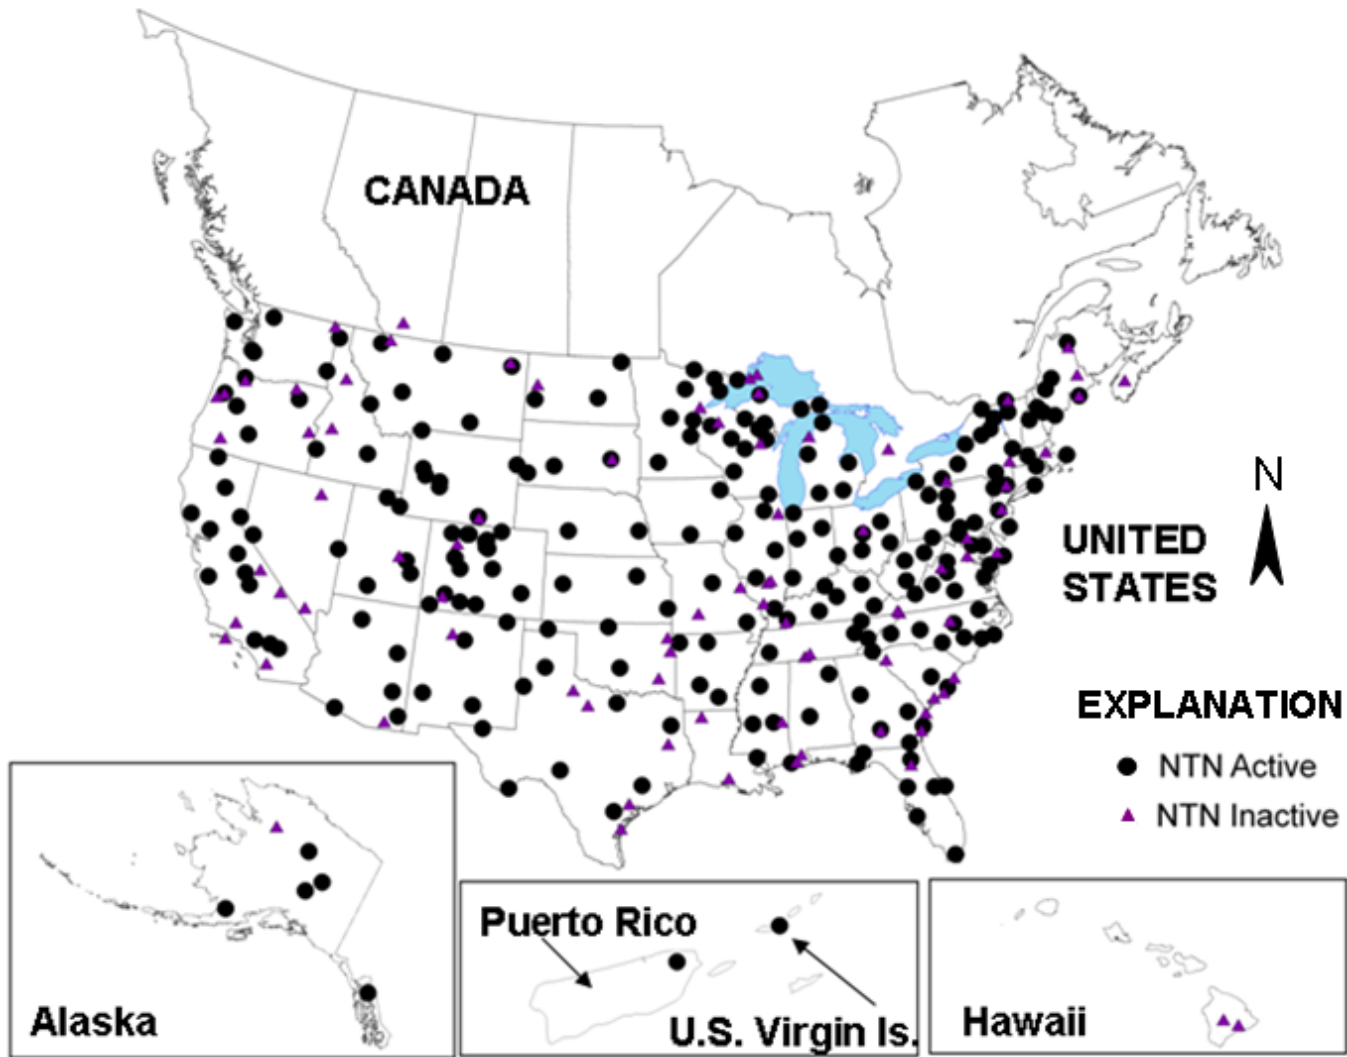 CANADA
N
UNITED
STATES
EXPLANATION
NTN Active
NTN Inactive
Alaska
Puerto Rico
U.S. Virgin Is.
Hawaii